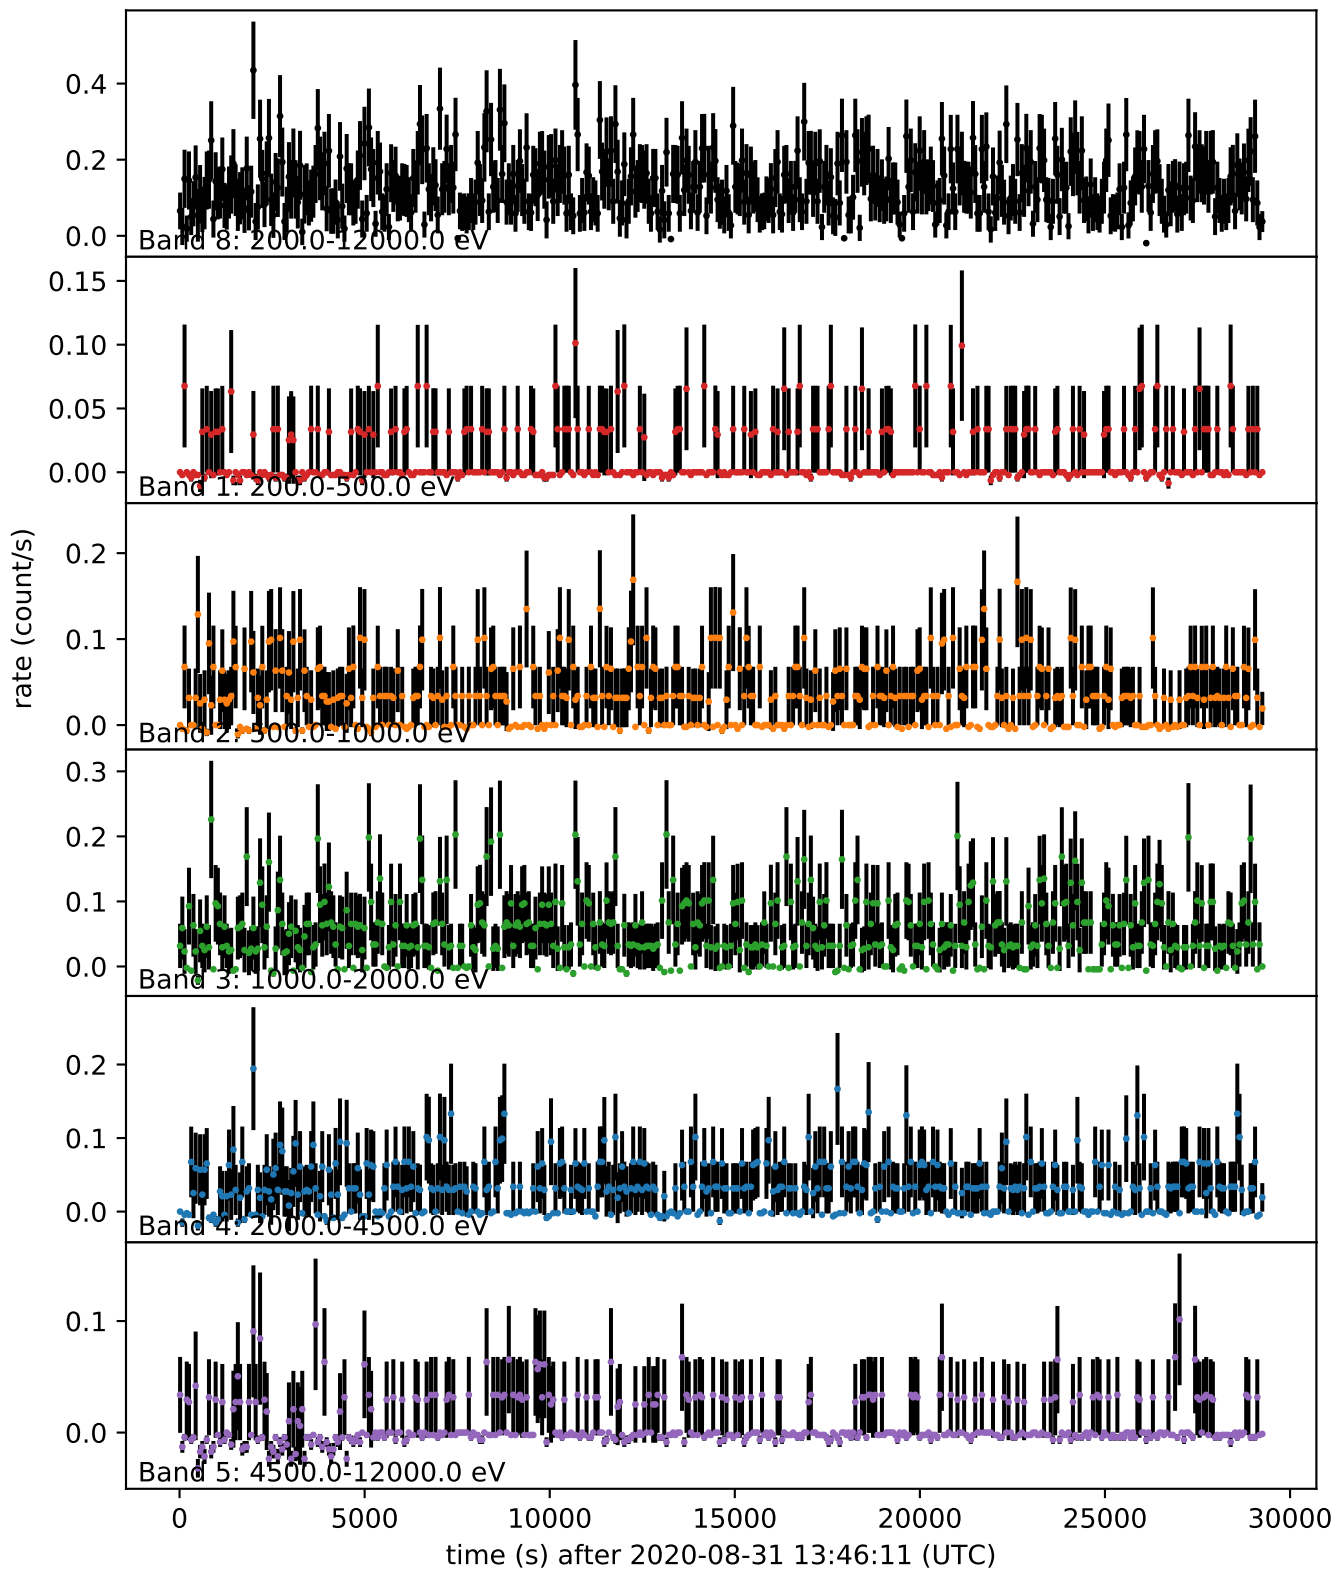 0.4
0.2
0.0
Band 8: 200.0-12000.0 eV
0.15
0.10
0.05
0.00
Band 1: 200.0-500.0 eV
0.2
0.1
0.0
Band 2: 500.0-1000.0 eV
rate (count/s)
0.3
0.2
0.1
0.0
Band 3: 1000.0-2000.0 eV
0.2
0.1
0.0
Band 4: 2000.0-4500.0 eV
0.1
0.0
Band 5: 4500.0-12000.0 eV
0 5000 10000 15000 20000 25000 30000
time (s) after 2020-08-31 13:46:11 (UTC)